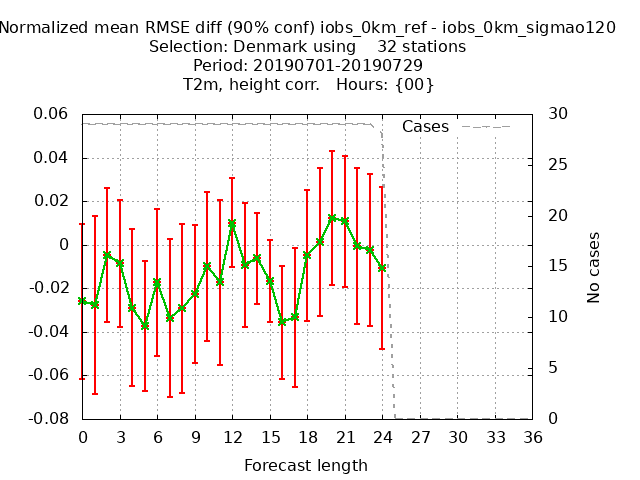 Normalized mean RMSE diff (90% conf) iobs_0km_ref - iobs_0km_sigmao120
Selection: Denmark using    32 stations
Period: 20190701-20190729
T2m, height corr.   Hours: {00}
0.06
0.04
0.02
0
-0.02
-0.04
-0.06
-0.08
Cases
30
25
20
15
10
5
0
No cases
0 3 6 9 12 15 18 21 24 27 30 33 36
Forecast length